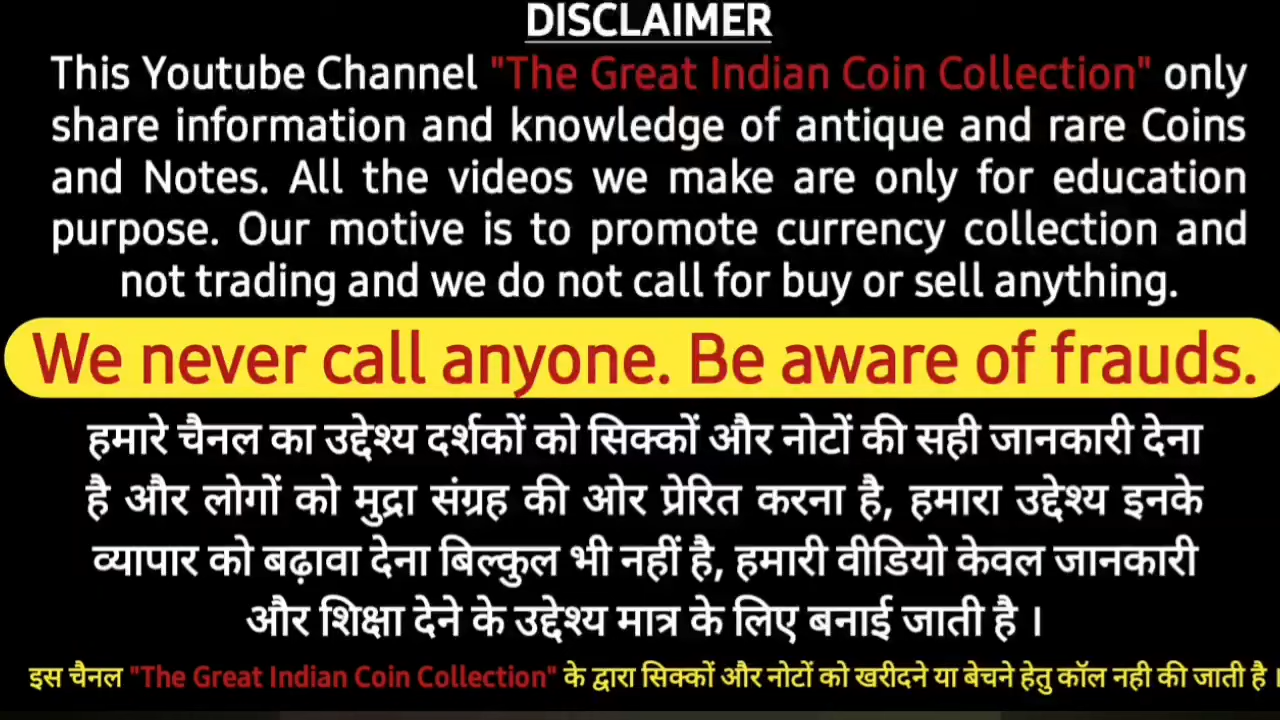 DISCLAIMER
This Youtube Channel "The Great Indian Coin Collection" only
share information and knowledge of antique and rare Coins
and Notes. All the videos we make are only for education
purpose. Our motive is to promote currency collection and
not trading and we do not call for buy or sell anything.
We never call anyone. Be aware of frauds.
हमारे चैनल का उद्देश्य दर्शकों को सिक्कों और नोटों की सही जानकारी देना
है और लोगों को मुद्रा संग्रह की ओर प्रेरित करना है, हमारा उद्देश्य इनके
व्यापार को बढ़ावा देना बिल्कुल भी नहीं है, हमारी वीडियो केवल जानकारी
और शिक्षा देने के उद्देश्य मात्र के लिए बनाई जाती है ।
इस चैनल "The Great Indian Coin Collection" के द्वारा सिक्कों और नोटों को खरीदने या बेचने हेतु कॉल नही की जाती है ।